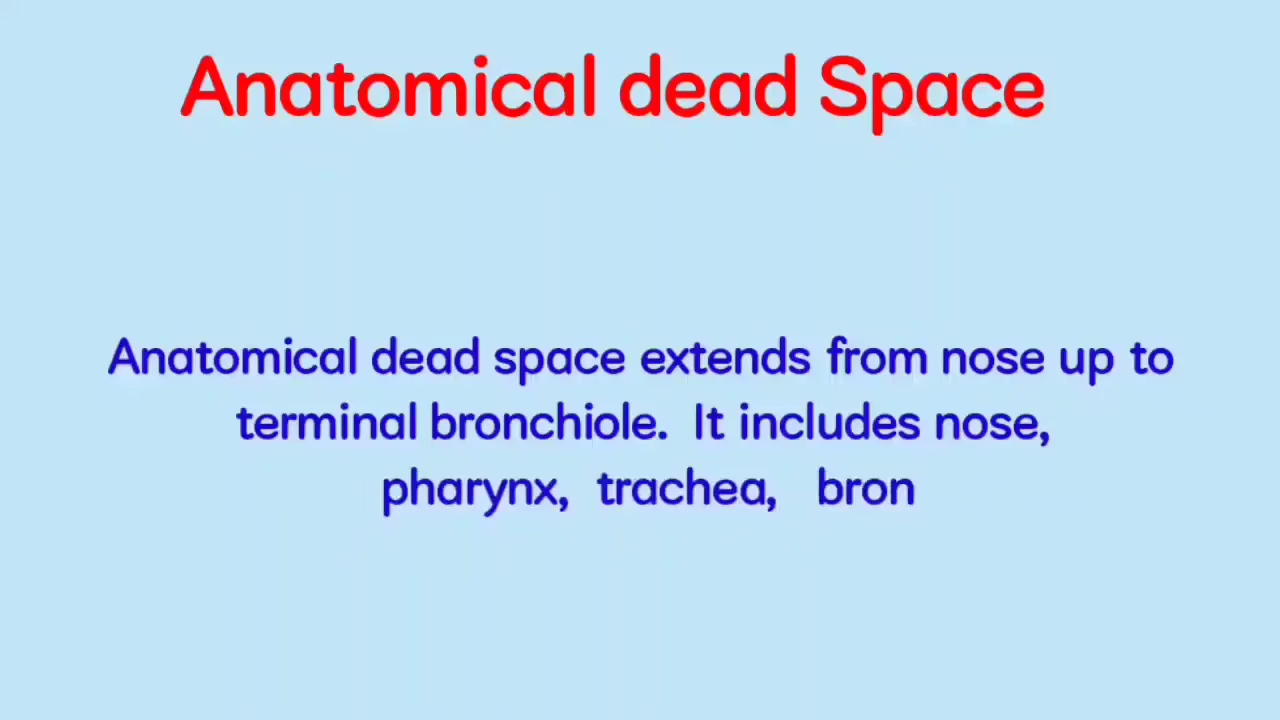 Anatomical dead Space
Anatomical dead space extends from nose up to
terminal bronchiole. It includes nose,
pharynx, trachea, bron